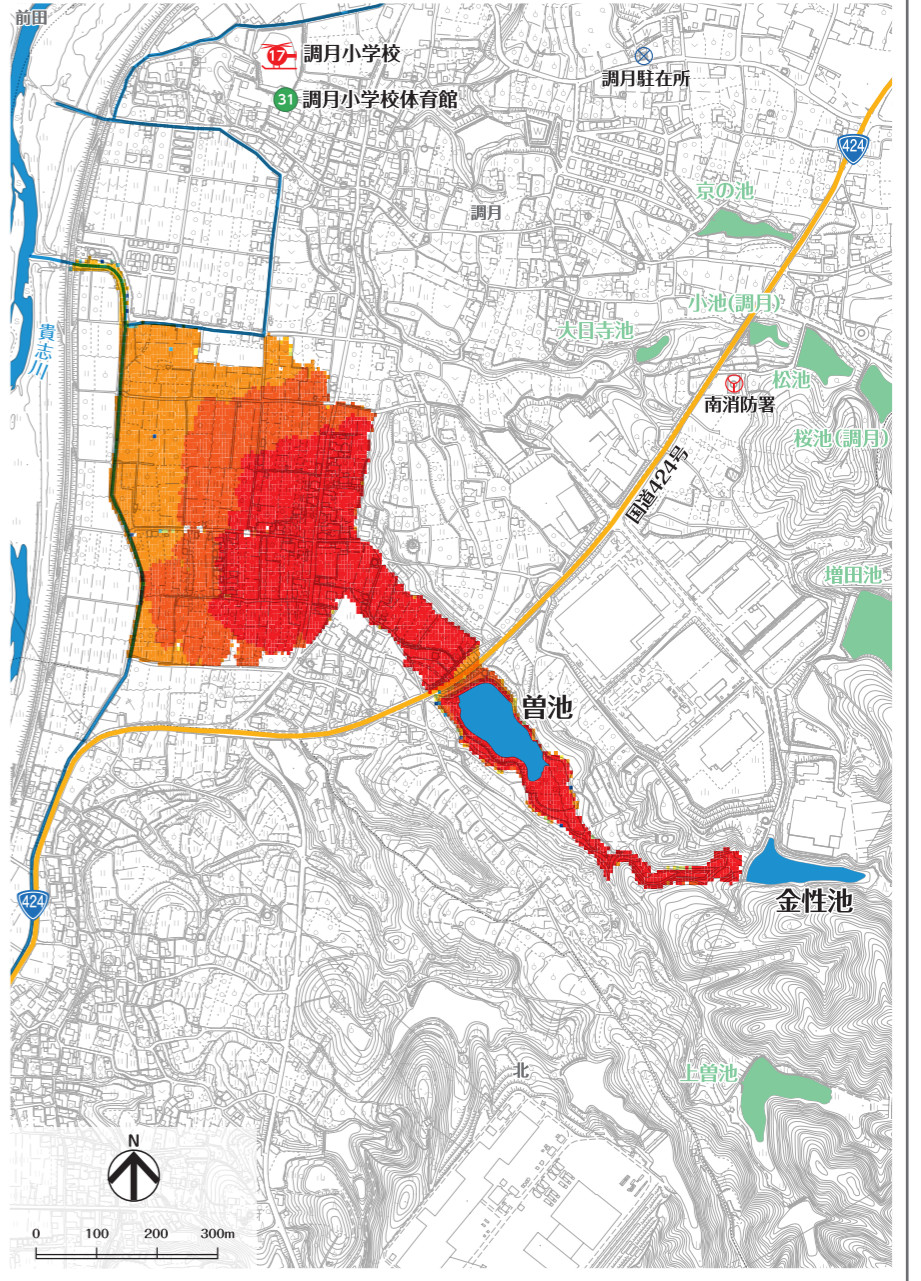 前田
17 調月小学校
31 調月小学校体育館
調月駐在所
424
京の池
調月
小池(調月)
大日寺池
貴志川
松池
南消防署
桜池(調月)
国道424号
増田池
曽池
金性池
424
上曽池
北
N
0 100 200 300m